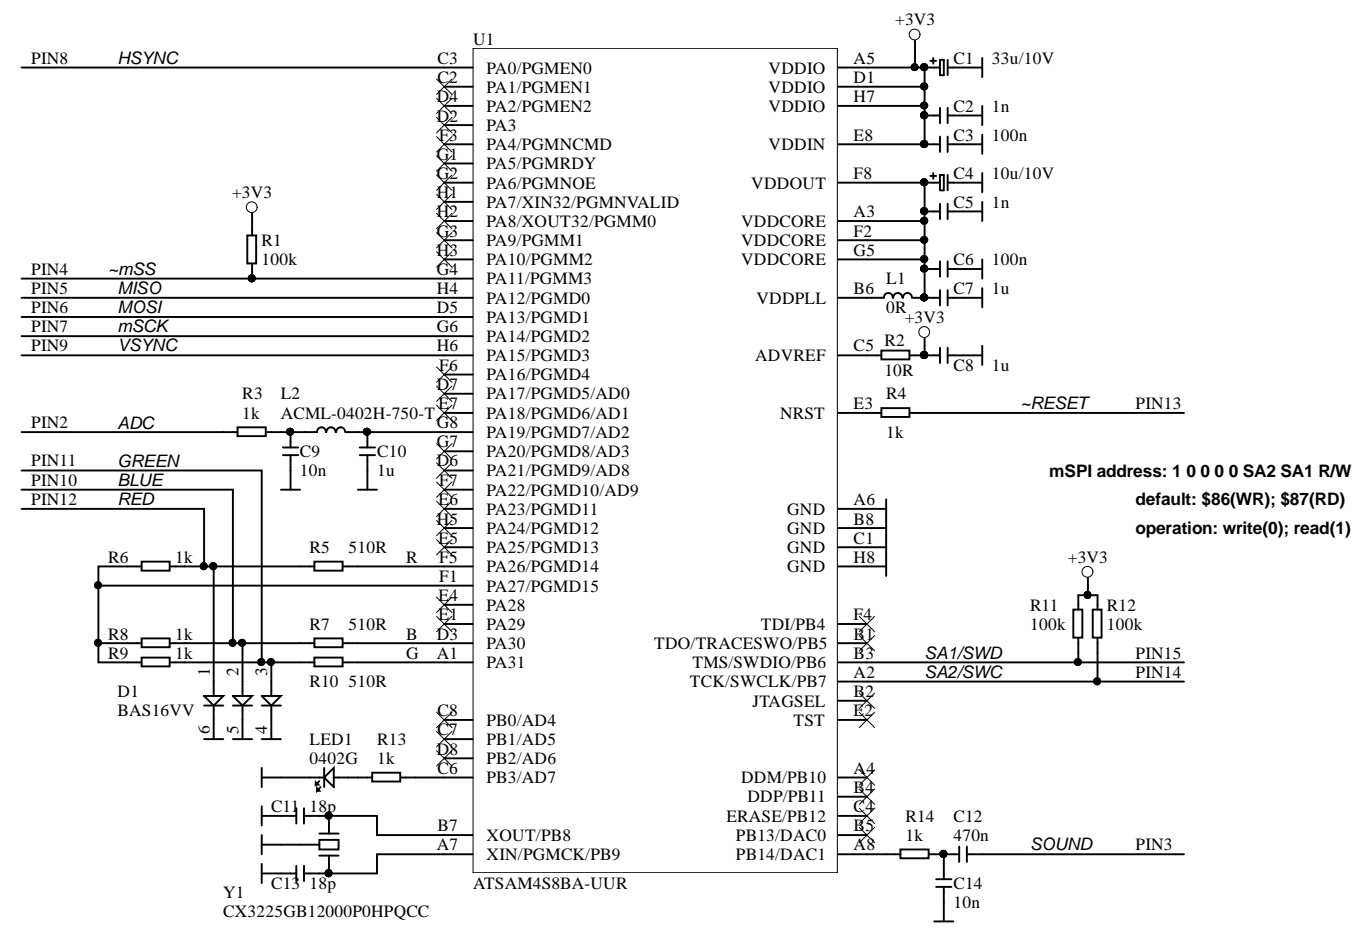 +3V3
U1
PIN8 HSYNC C3 PA0/PGMEN0 VDDIO A5 C1 33u/10V
C2 PA1/PGMEN1 VDDIO D1
D4 PA2/PGMEN2 VDDIO H7
D2 PA3 C2 1n
F3 PA4/PGMNCMD VDDIN E8 C3 100n
G1 PA5/PGMRDY
G2 PA6/PGMNOE VDDOUT F8 C4 10u/10V
H1 PA7/XIN32/PGMNVALID C5 1n
+3V3
H2 PA8/XOUT32/PGMM0 VDDCORE A3
R1 G3 PA9/PGMM1 VDDCORE F2
100k H3 PA10/PGMM2 VDDCORE G5 C6 100n
PIN4 ~mSS G4 PA11/PGMM3 L1
PIN5 MISO H4 PA12/PGMD0 VDDPLL B6 C7 1u
0R
PIN6 MOSI D5 PA13/PGMD1 +3V3
PIN7 mSCK G6 PA14/PGMD2
PIN9 VSYNC H6 PA15/PGMD3 ADVREF C5 R2 C8 1u
F6 PA16/PGMD4 10R
D7 PA17/PGMD5/AD0 R4
R3 L2
1k ACML-0402H-750-T E7 PA18/PGMD6/AD1 NRST E3 ~RESET PIN13
PIN2 ADC G8 PA19/PGMD7/AD2 1k
C9 C10 G7 PA20/PGMD8/AD3
PIN11 GREEN 10n 1u D6 PA21/PGMD9/AD8
mSPI address: 1 0 0 0 0 SA2 SA1 R/W
PIN10 BLUE F7 PA22/PGMD10/AD9
default: $86(WR); $87(RD)
PIN12 RED E6 PA23/PGMD11 GND A6
H5 PA24/PGMD12 GND B8
operation: write(0); read(1)
E5 PA25/PGMD13 GND C1
R6 1k R5 510R R F5 PA26/PGMD14 GND H8
+3V3
F1 PA27/PGMD15
E4 PA28
R11 R12
E1 PA29 TDI/PB4 F4
100k 100k
R8 1k R7 510R B D3 PA30 TDO/TRACESWO/PB5 B1
R9 1k G A1 PA31 TMS/SWDIO/PB6 B3 SA1/SWD PIN15
1 2 3
R10 510R TCK/SWCLK/PB7 A2 SA2/SWC PIN14
D1 JTAGSEL B2
BAS16VV
6 5 4
C8 PB0/AD4 TST E2
C7 PB1/AD5
LED1 R13
0402G 1k D8 PB2/AD6
C6 PB3/AD7 DDM/PB10 A4
DDP/PB11 B4
C11 18p ERASE/PB12 C4
B7 XOUT/PB8 PB13/DAC0 B5
R14 C12
1k 470n
A7 XIN/PGMCK/PB9 PB14/DAC1 A8 SOUND PIN3
C13 18p ATSAM4S8BA-UUR C14
Y1 10n
CX3225GB12000P0HPQCC